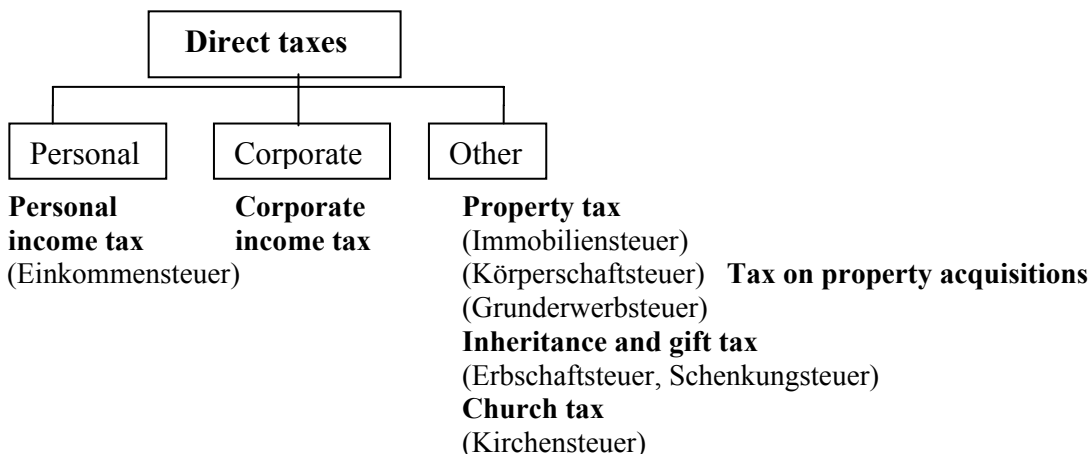 Direct taxes
Personal
Corporate
Other
Personal
income tax
(Einkommensteuer)
Corporate
income tax
Property tax
(Immobiliensteuer)
(Körperschaftsteuer) Tax on property acquisitions
(Grunderwerbsteuer)
Inheritance and gift tax
(Erbschaftsteuer, Schenkungsteuer)
Church tax
(Kirchensteuer)